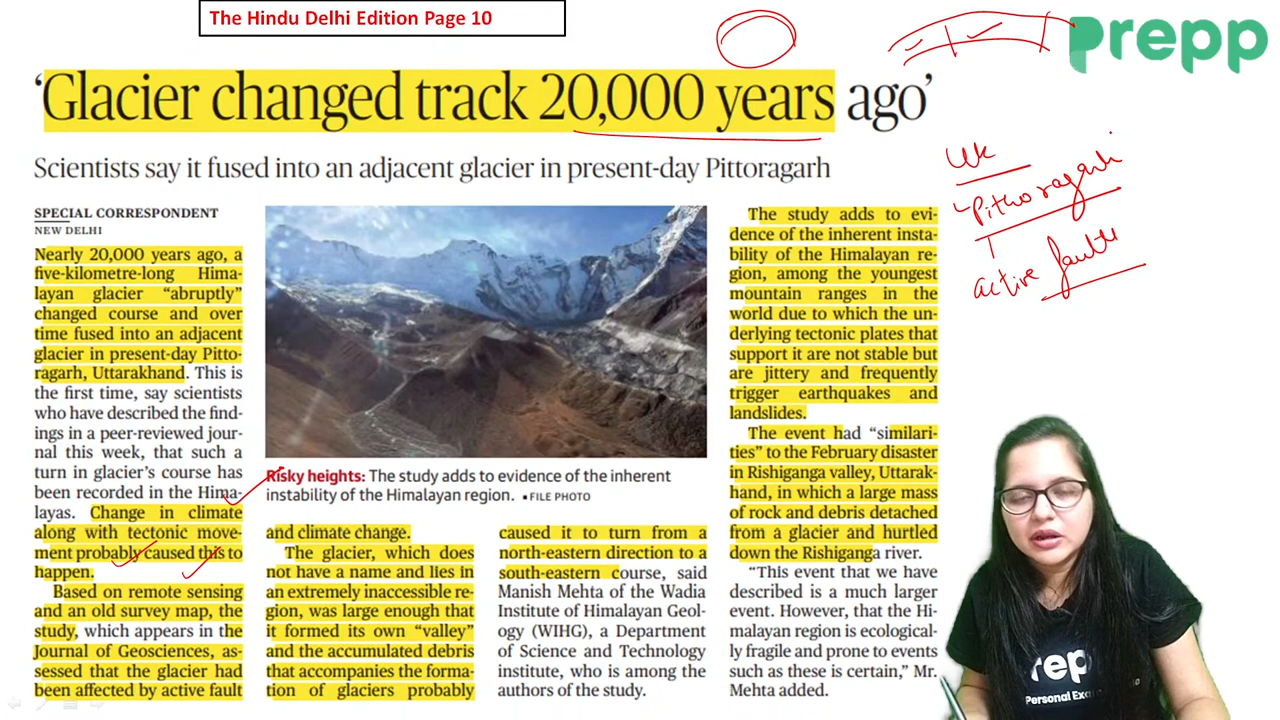 The Hindu Delhi Edition Page 10
prepp
‘Glacier changed track 20,000 years ago’
Scientists say it fused into an adjacent glacier in present-day Pittoragarh
SPECIAL CORRESPONDENT
NEW DELHI
Nearly 20,000 years ago, a
five-kilometre-long Hima-
layan glacier “abruptly”
changed course and over
time fused into an adjacent
glacier in present-day Pitto-
ragarh, Uttarakhand. This is
the first time, say scientists
who have described the find-
ings in a peer-reviewed jour-
nal this week, that such a
turn in glacier’s course has
been recorded in the Hima-
layas. Change in climate
along with tectonic move-
ment probably caused this to
happen.
Based on remote sensing
and an old survey map, the
study, which appears in the
Journal of Geosciences, as-
sessed that the glacier had
been affected by active fault
Risky heights: The study adds to evidence of the inherent
instability of the Himalayan region. • FILE PHOTO
and climate change.
The glacier, which does
not have a name and lies in
an extremely inaccessible re-
gion, was large enough that
it formed its own “valley”
and the accumulated debris
that accompanies the forma-
tion of glaciers probably
caused it to turn from a
north-eastern direction to a
south-eastern course, said
Manish Mehta of the Wadia
Institute of Himalayan Geol-
ogy (WIHG), a Department
of Science and Technology
institute, who is among the
authors of the study.
The study adds to evi-
dence of the inherent insta-
bility of the Himalayan re-
gion, among the youngest
mountain ranges in the
world due to which the un-
derlying tectonic plates that
support it are not stable but
are jittery and frequently
trigger earthquakes and
landslides.
The event had “similari-
ties” to the February disaster
in Rishiganga valley, Uttarak-
hand, in which a large mass
of rock and debris detached
from a glacier and hurtled
down the Rishiganga river.
“This event that we have
described is a much larger
event. However, that the Hi-
malayan region is ecological-
ly fragile and prone to events
such as these is certain,” Mr.
Mehta added.
UK
Pithoragarh
active faults
prepp